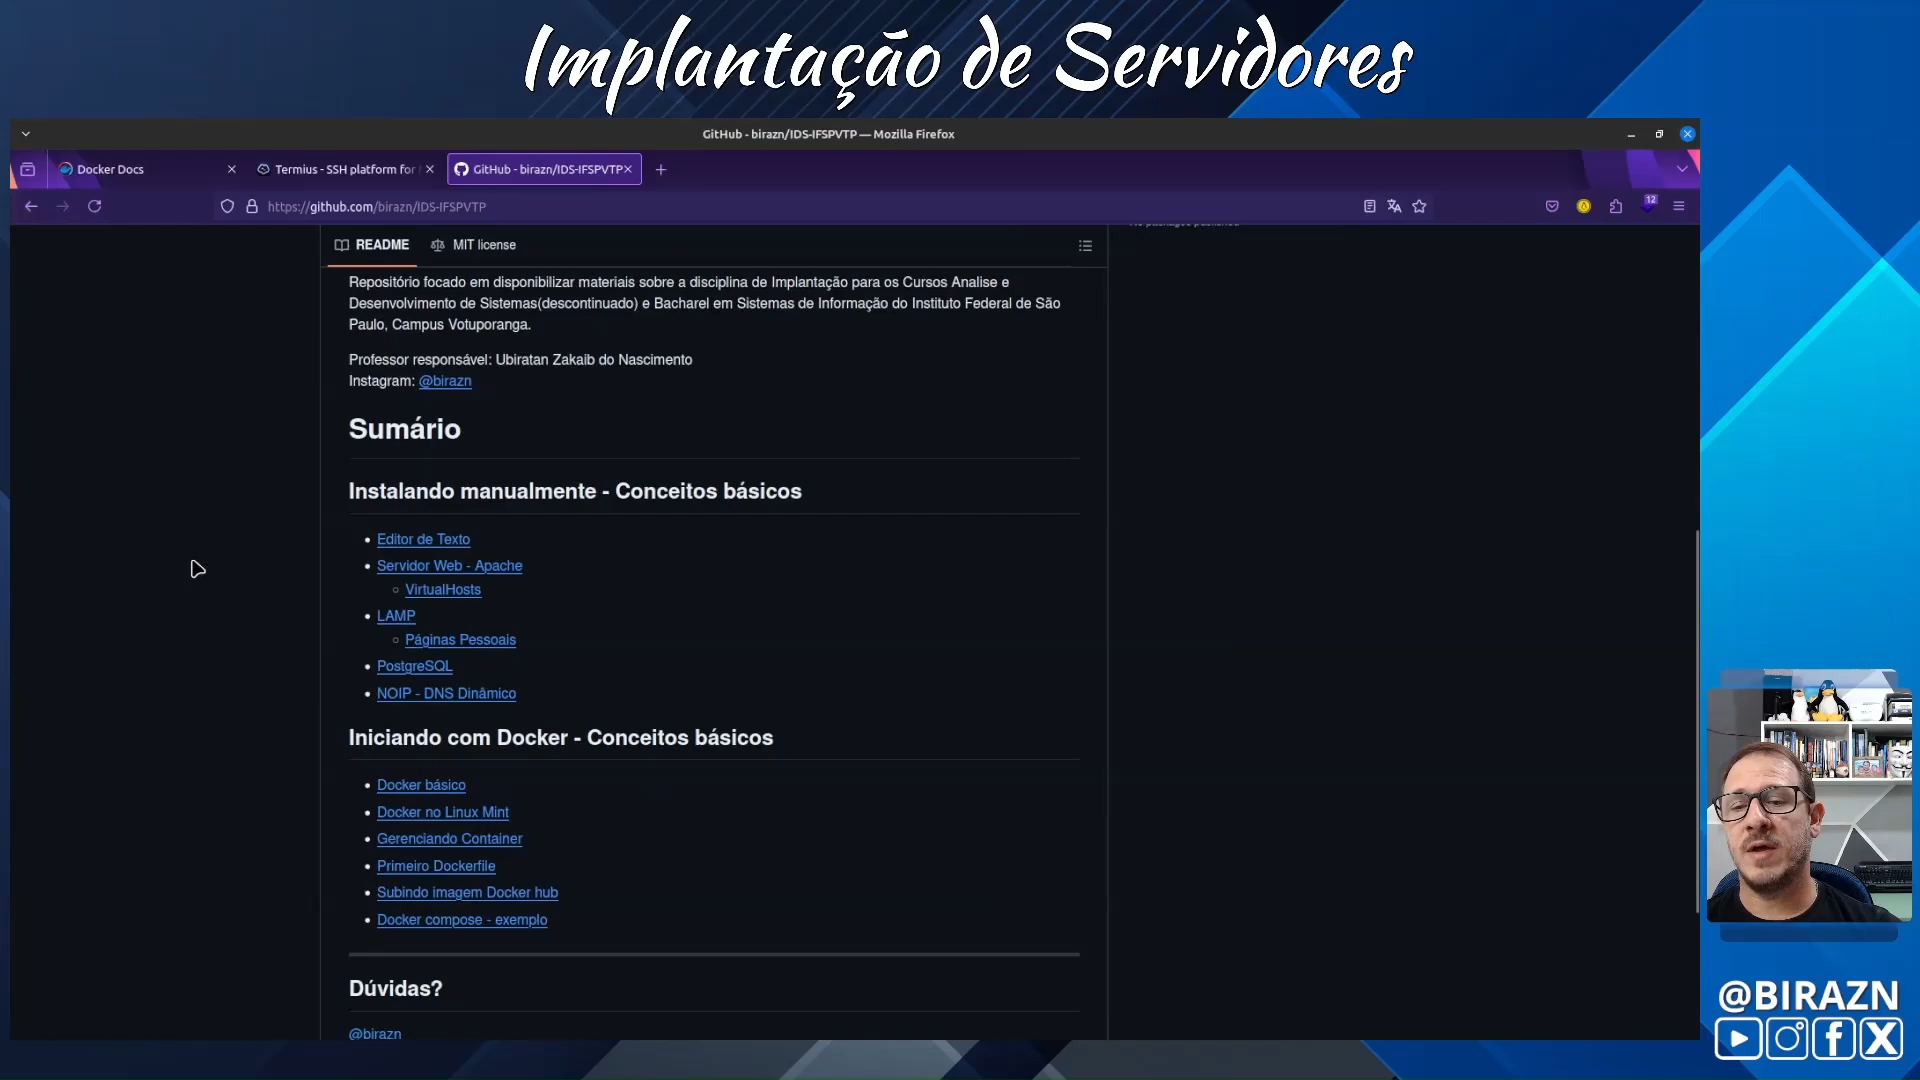 Implantação de Servidores
GitHub - birazn/IDS-IFSPVTP — Mozilla Firefox
Docker Docs
Termius - SSH platform for
GitHub - birazn/IDS-IFSPVTP
https://github.com/birazn/IDS-IFSPVTP
12
README
MIT license
Repositório focado em disponibilizar materiais sobre a disciplina de Implantação para os Cursos Analise e
Desenvolvimento de Sistemas(descontinuado) e Bacharel em Sistemas de Informação do Instituto Federal de São
Paulo, Campus Votuporanga.
Professor responsável: Ubiratan Zakaib do Nascimento
Instagram: @birazn
Sumário
Instalando manualmente - Conceitos básicos
Editor de Texto
Servidor Web - Apache
VirtualHosts
LAMP
Páginas Pessoais
PostgreSQL
NOIP - DNS Dinâmico
Iniciando com Docker - Conceitos básicos
Docker básico
Docker no Linux Mint
Gerenciando Container
Primeiro Dockerfile
Subindo imagem Docker hub
Docker compose - exemplo
Dúvidas?
@birazn
@BIRAZN